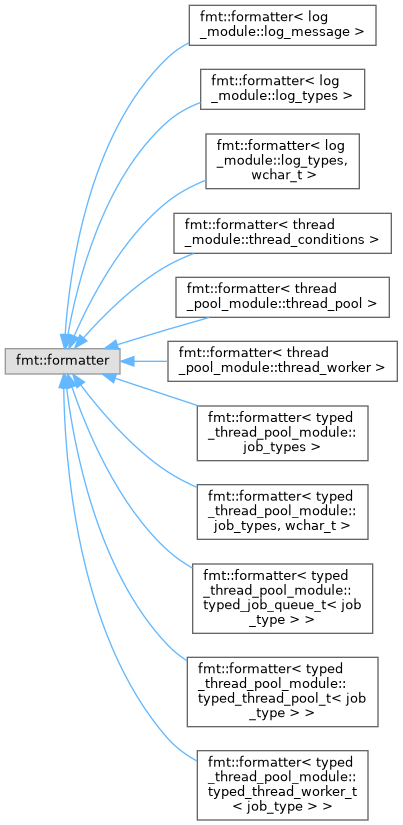 fmt::formatter< log
_module::log_message >
fmt::formatter< log
_module::log_types >
fmt::formatter< log
_module::log_types,
wchar_t >
fmt::formatter< thread
_module::thread_conditions >
fmt::formatter< thread
_pool_module::thread_pool >
fmt::formatter
fmt::formatter< thread
_pool_module::thread_worker >
fmt::formatter< typed
_thread_pool_module::
job_types >
fmt::formatter< typed
_thread_pool_module::
job_types, wchar_t >
fmt::formatter< typed
_thread_pool_module::
typed_job_queue_t< job
_type > >
fmt::formatter< typed
_thread_pool_module::
typed_thread_pool_t< job
_type > >
fmt::formatter< typed
_thread_pool_module::
typed_thread_worker_t
< job_type > >